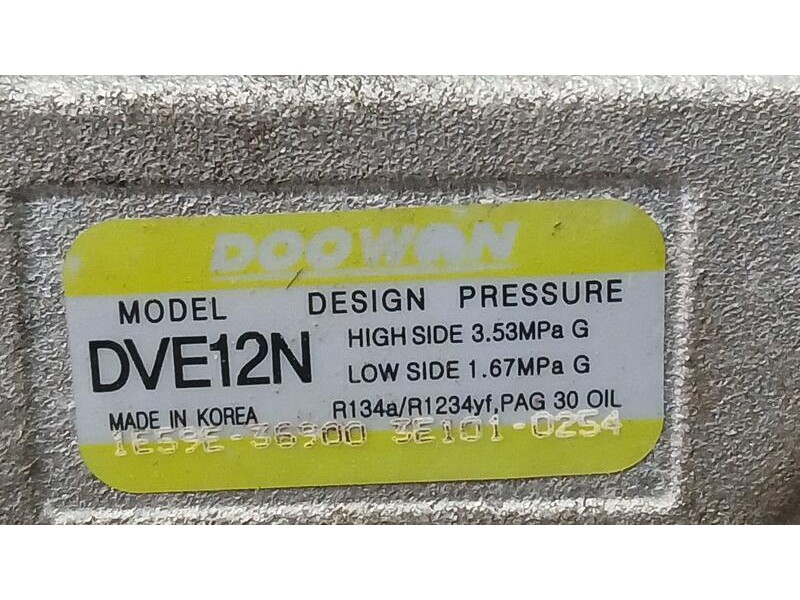 DOOWON
MODEL DESIGN PRESSURE
DVE12N HIGH SIDE 3.53MPa G
LOW SIDE 1.67MPa G
MADE IN KOREA R134a/R1234yf,PAG 30 OIL
1E59E-36900 3E101-0254